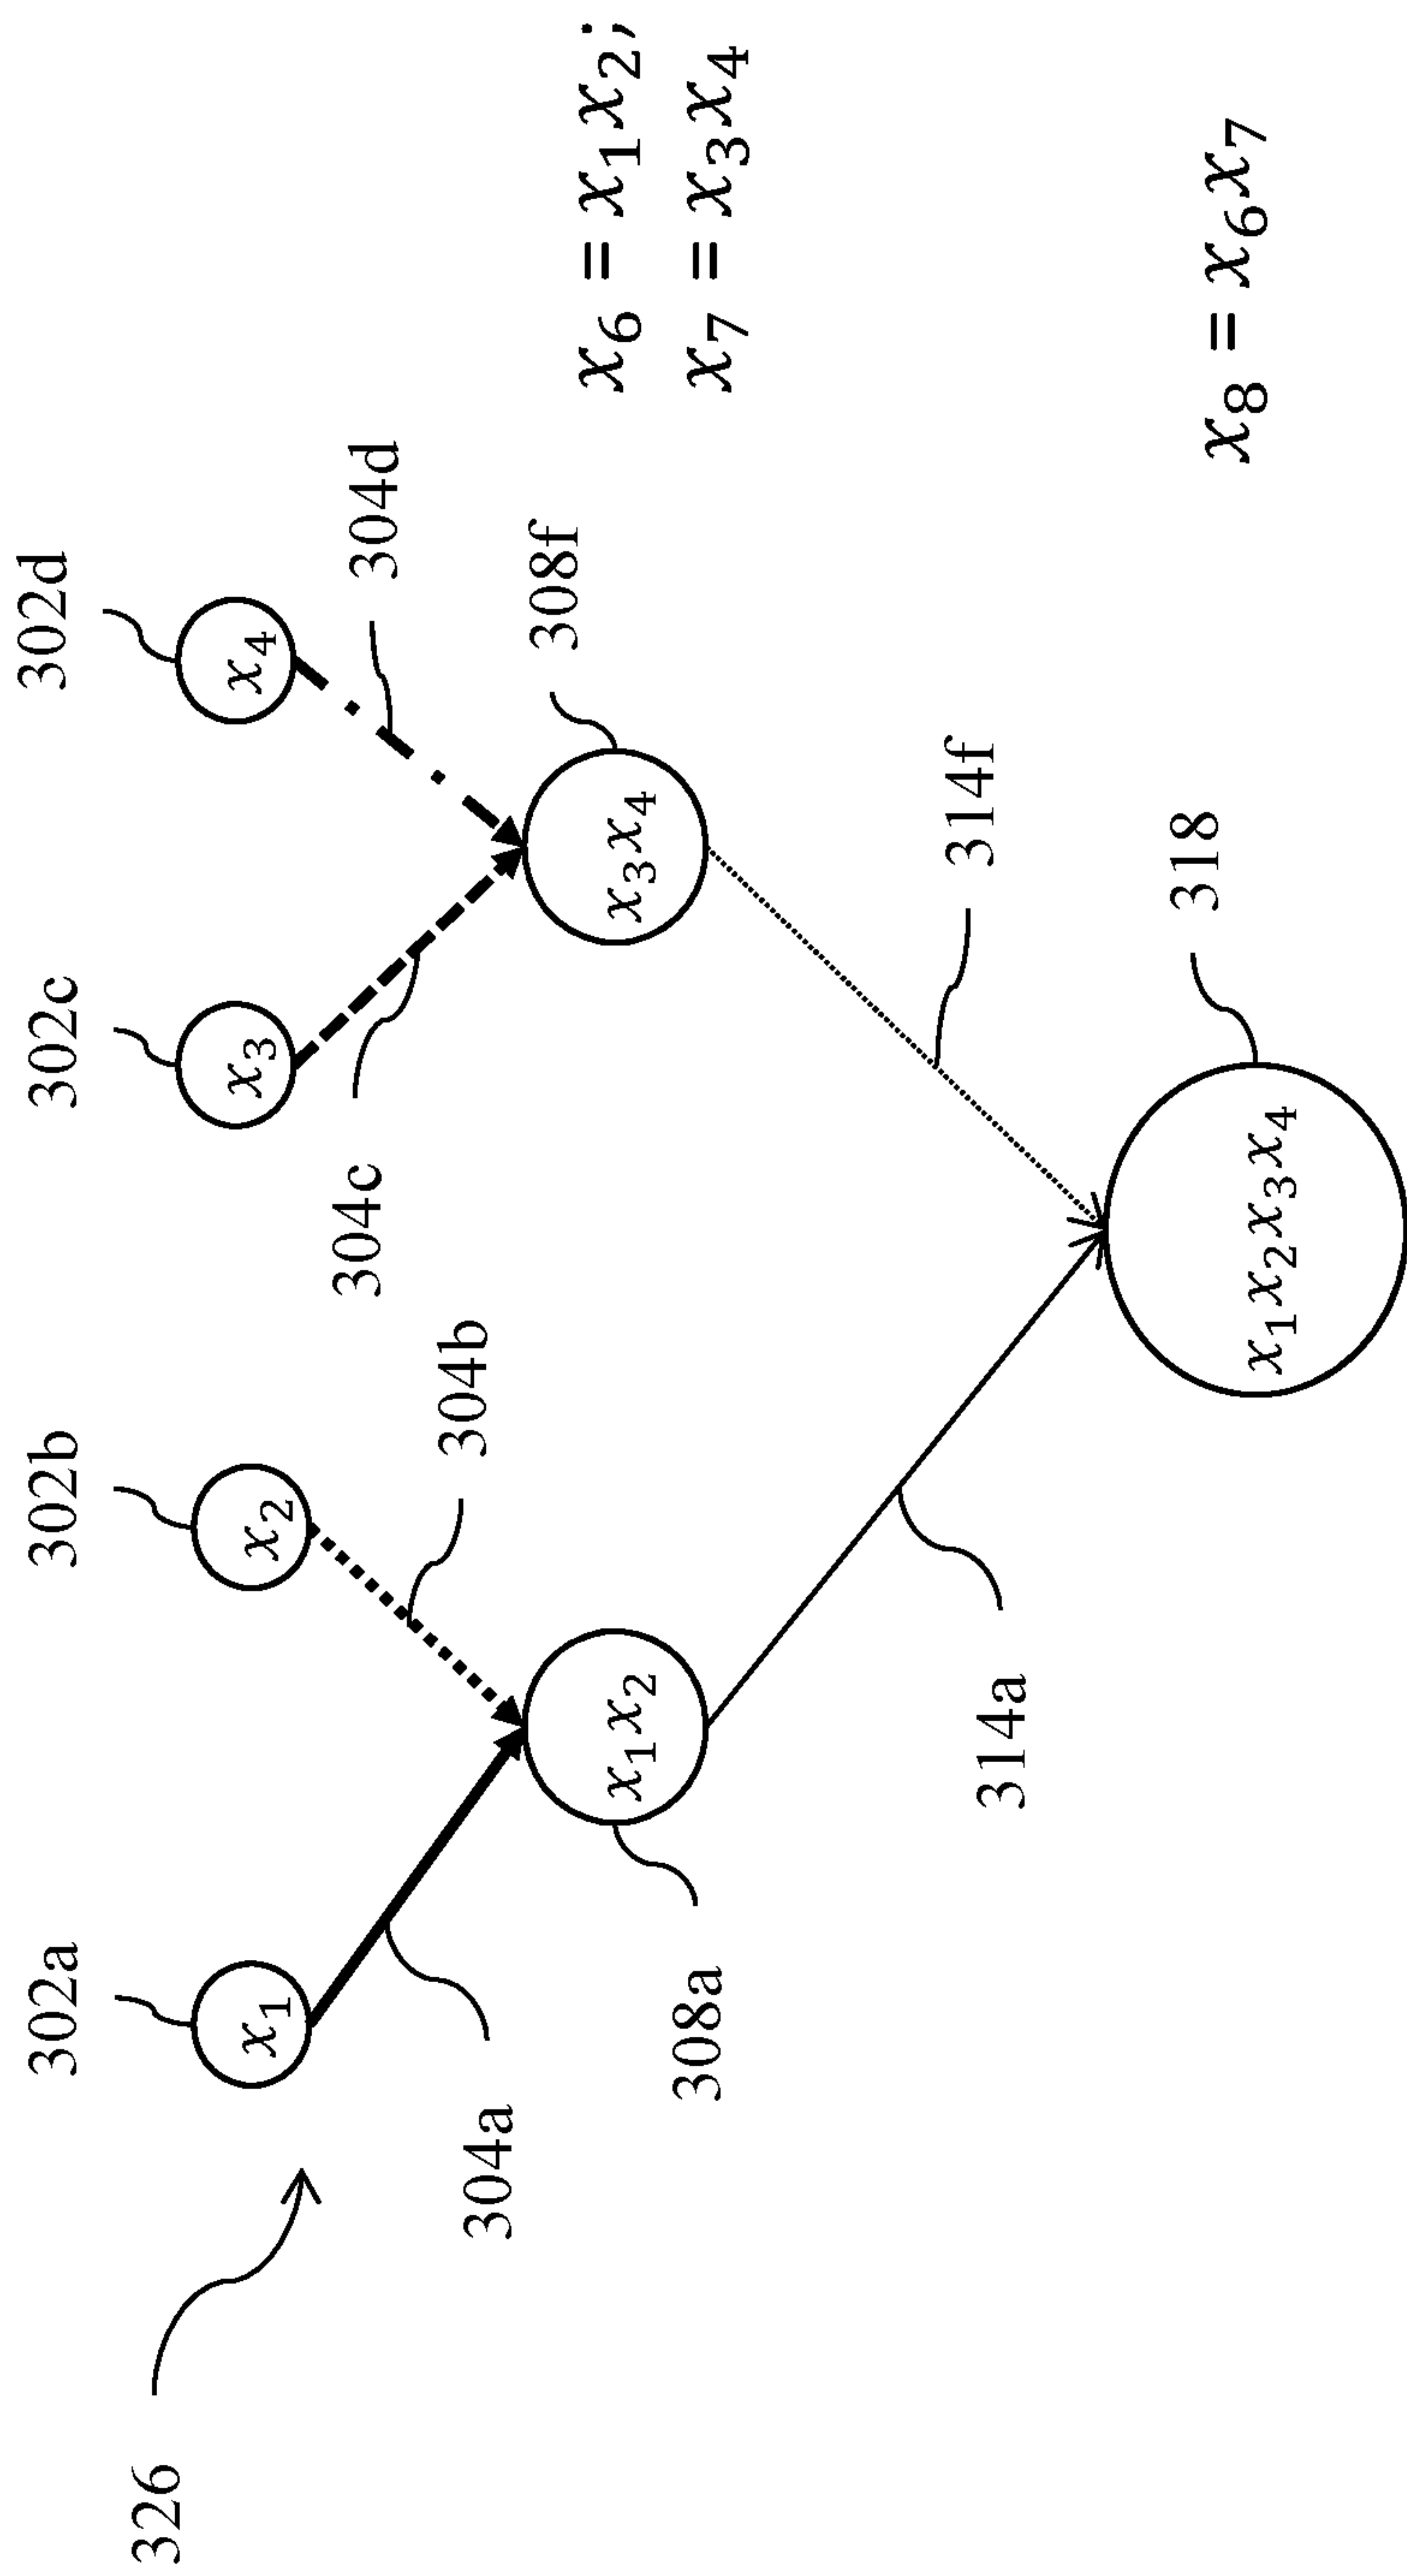 326
302a
302b
302c
302d
x₁
x₂
x₃
x₄
304a
304b
304c
304d
308a
x₁x₂
x₃x₄
308f
x₆ = x₁x₂;
x₇ = x₃x₄
314a
314f
318
x₁x₂x₃x₄
x₈ = x₆x₇